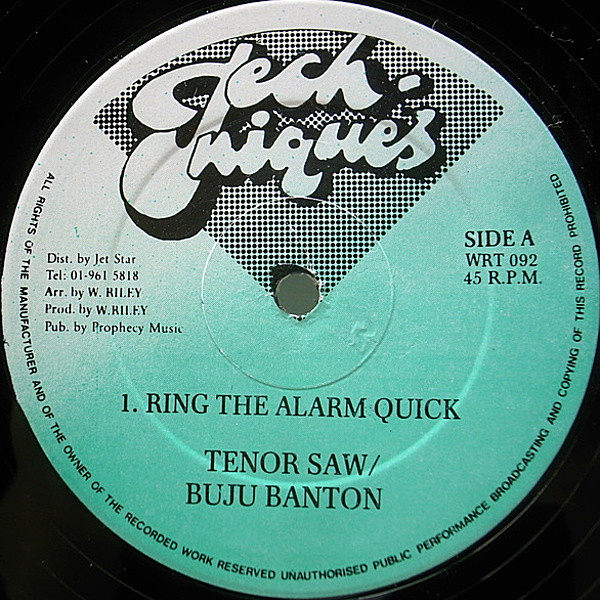 Tech-
niques
SIDE A
WRT 092
45 R.P.M.
Dist. by Jet Star
Tel: 01-961 5818
Arr. by W. RILEY
Prod. by W.RILEY
Pub. by Prophecy Music
1. RING THE ALARM QUICK
TENOR SAW/
BUJU BANTON
ALL RIGHTS OF THE MANUFACTURER AND OF THE OWNER OF THE RECORDED WORK RESERVED UNAUTHORISED PUBLIC PERFORMANCE BROADCASTING AND COPYING OF THIS RECORD PROHIBITED